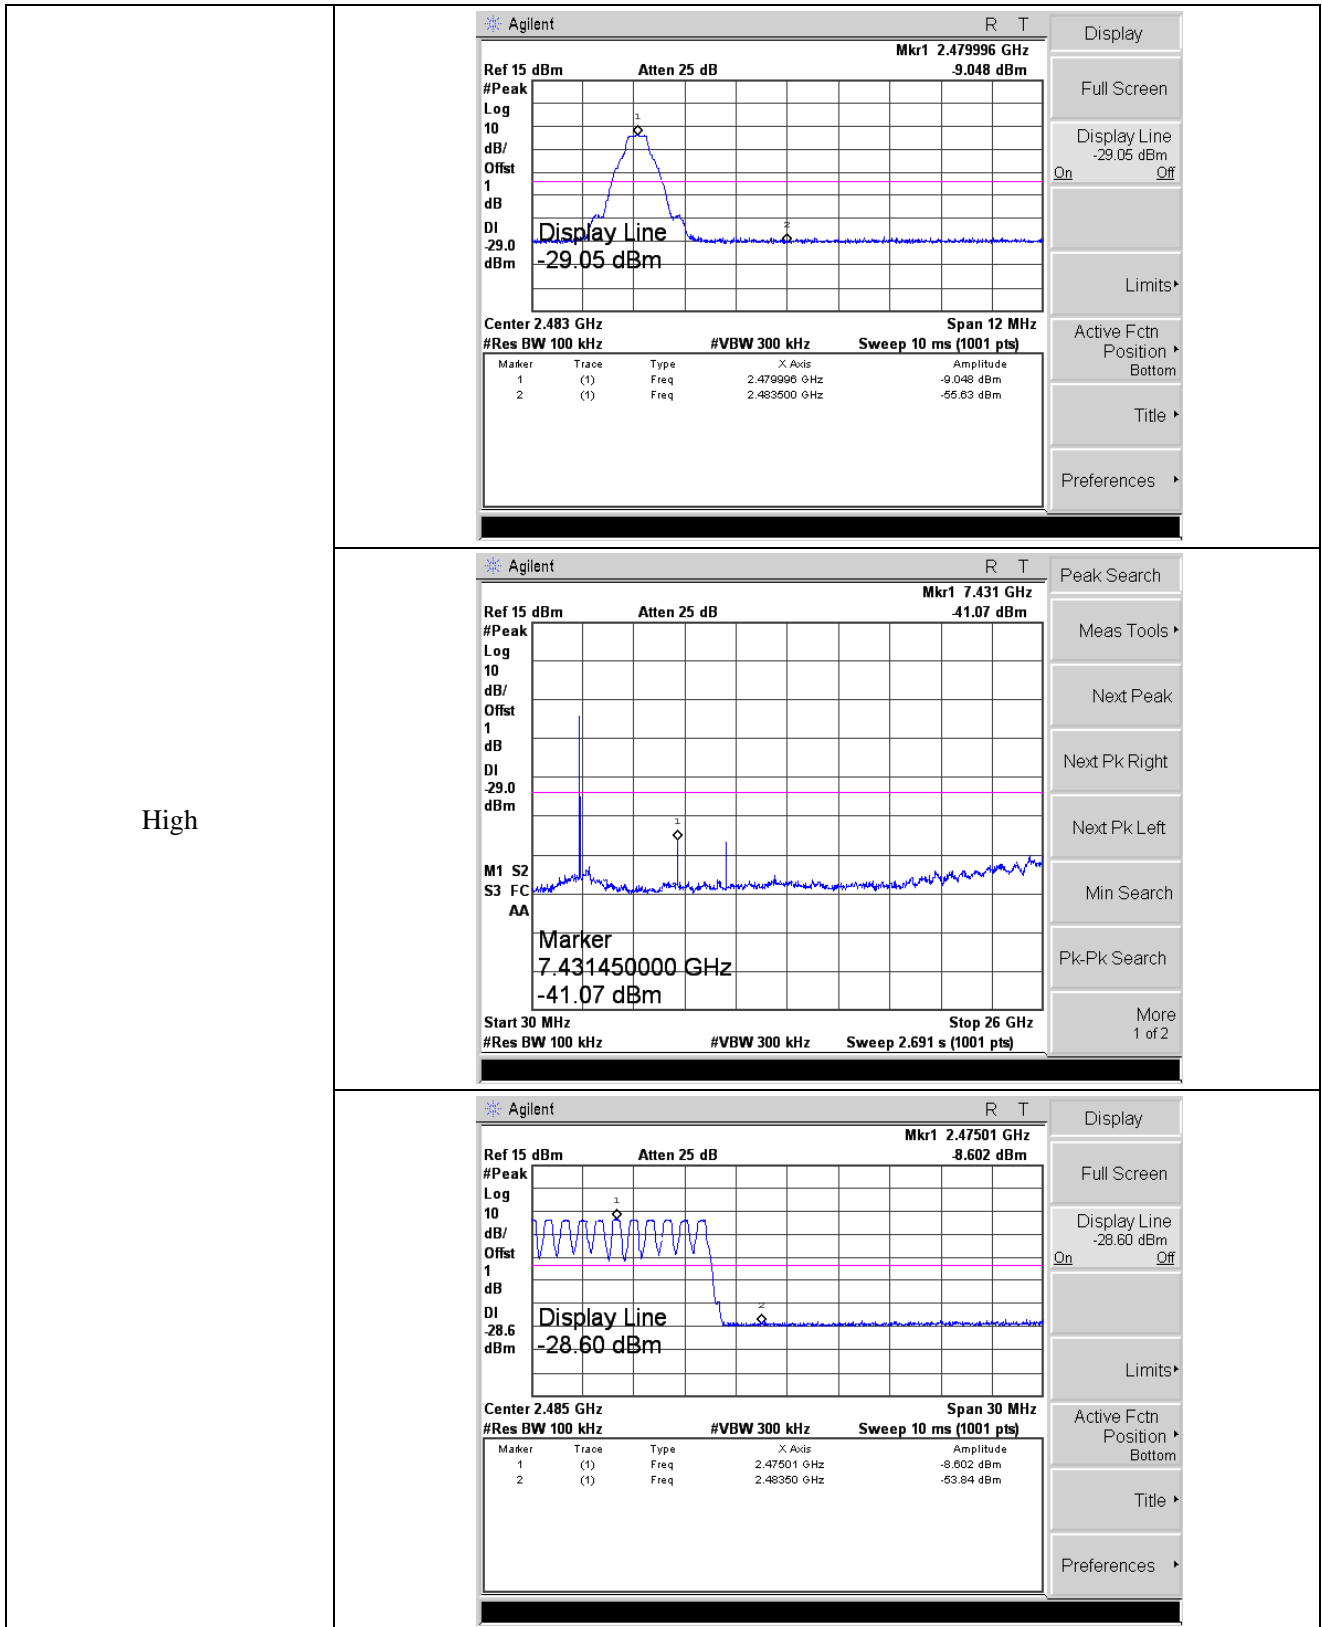 High
Agilent R T
Mkr1 2.479996 GHz
Ref 15 dBm Atten 25 dB -9.048 dBm
#Peak
Log
10
dB/
Offst
1
dB
DI
-29.0
dBm
1
2
Display Line
-29.05 dBm
Center 2.483 GHz Span 12 MHz
#Res BW 100 kHz #VBW 300 kHz Sweep 10 ms (1001 pts)
Marker Trace Type X Axis Amplitude
1 (1) Freq 2.479996 GHz -9.048 dBm
2 (1) Freq 2.483500 GHz -55.63 dBm
Display
Full Screen
Display Line
-29.05 dBm
On Off
Limits
Active Fctn
Position
Bottom
Title
Preferences
Agilent R T
Mkr1 7.431 GHz
Ref 15 dBm Atten 25 dB -41.07 dBm
#Peak
Log
10
dB/
Offst
1
dB
DI
-29.0
dBm
M1 S2
S3 FC
AA
1
Marker
7.431450000 GHz
-41.07 dBm
Start 30 MHz Stop 26 GHz
#Res BW 100 kHz #VBW 300 kHz Sweep 2.691 s (1001 pts)
Peak Search
Meas Tools
Next Peak
Next Pk Right
Next Pk Left
Min Search
Pk-Pk Search
More
1 of 2
Agilent R T
Mkr1 2.47501 GHz
Ref 15 dBm Atten 25 dB -8.602 dBm
#Peak
Log
10
dB/
Offst
1
dB
DI
-28.6
dBm
1
2
Display Line
-28.60 dBm
Center 2.485 GHz Span 30 MHz
#Res BW 100 kHz #VBW 300 kHz Sweep 10 ms (1001 pts)
Marker Trace Type X Axis Amplitude
1 (1) Freq 2.47501 GHz -8.602 dBm
2 (1) Freq 2.48350 GHz -53.84 dBm
Display
Full Screen
Display Line
-28.60 dBm
On Off
Limits
Active Fctn
Position
Bottom
Title
Preferences